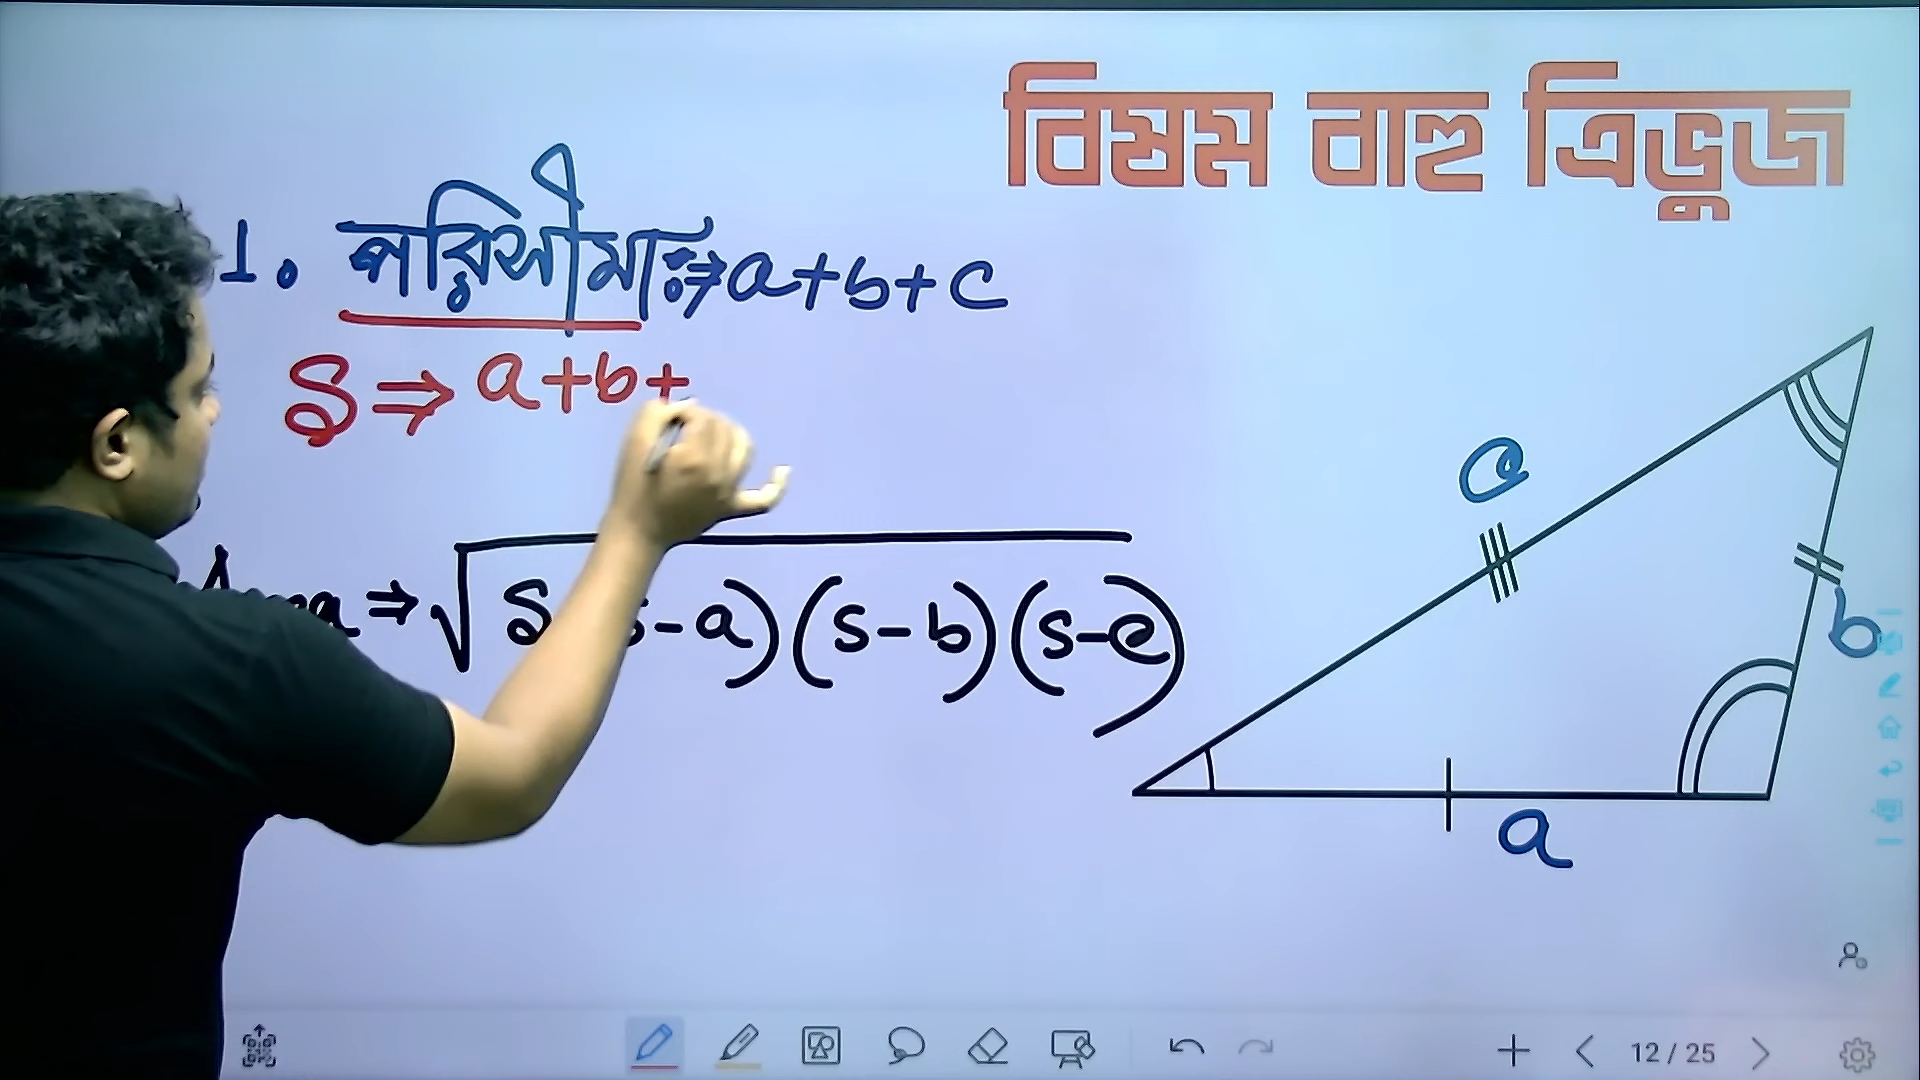 বিষম বাহু ত্রিভুজ
1. পরিসীমা:⇒ a+b+c
S ⇒ a+b+
⇒ √S (s-a)(s-b)(s-c)
c
b
a
12 / 25